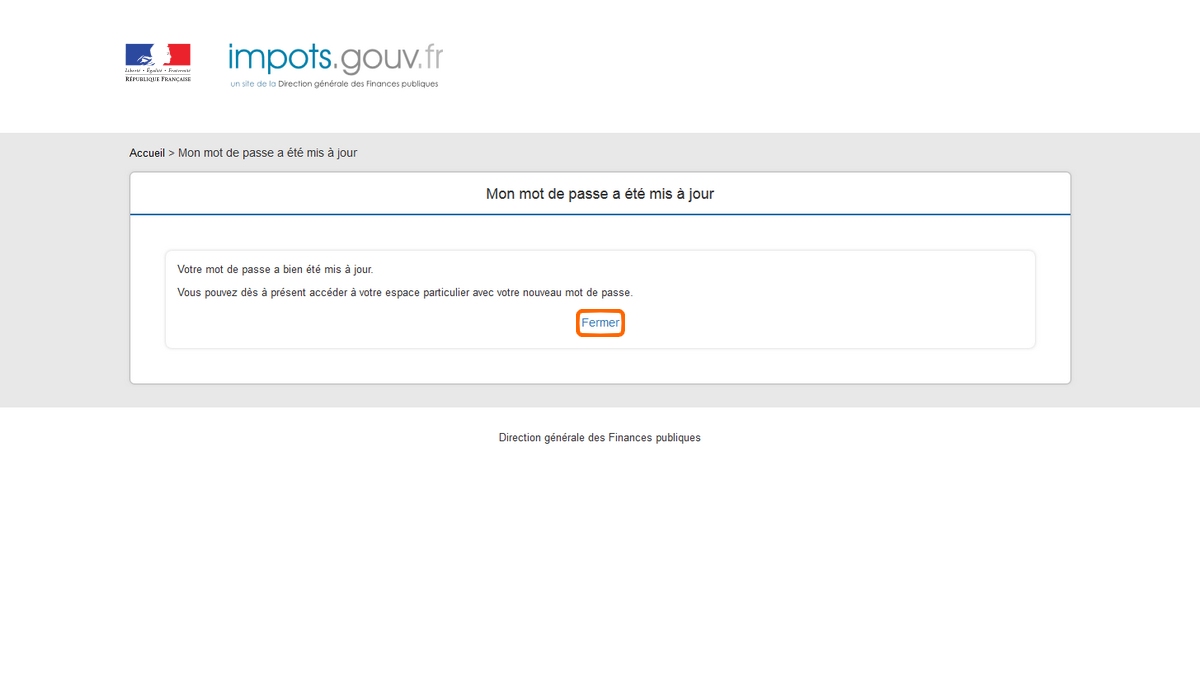 Liberté • Égalité • Fraternité
RÉPUBLIQUE FRANÇAISE
impots.gouv.fr
un site de la Direction générale des Finances publiques
Accueil > Mon mot de passe a été mis à jour
Mon mot de passe a été mis à jour
Votre mot de passe a bien été mis à jour.
Vous pouvez dès à présent accéder à votre espace particulier avec votre nouveau mot de passe.
Fermer
Direction générale des Finances publiques